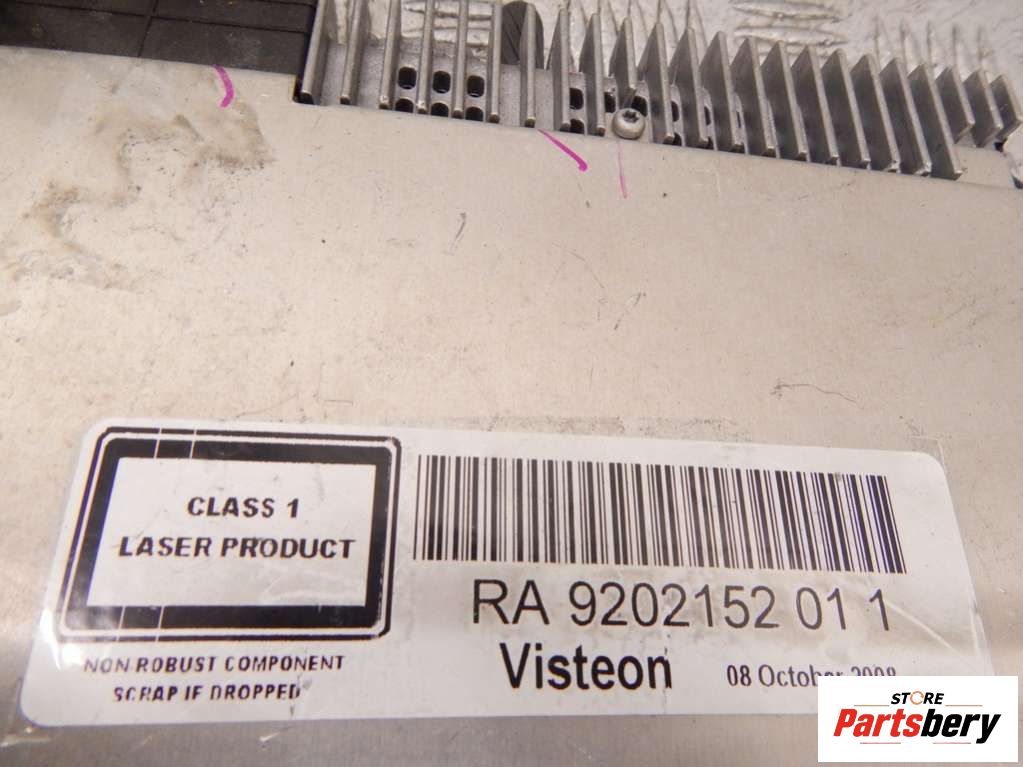 CLASS 1
LASER PRODUCT
NON ROBUST COMPONENT
SCRAP IF DROPPED
RA 9202152 01 1
Visteon
08 October 2008
STORE
Partsbery